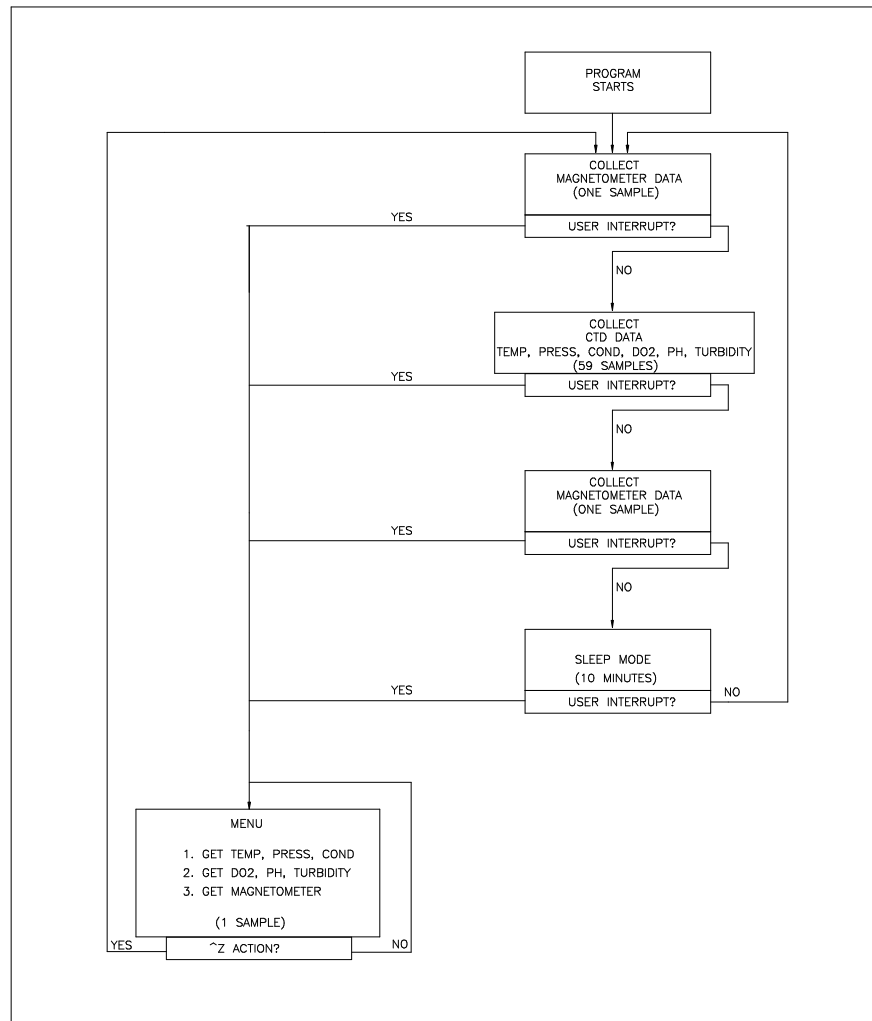 PROGRAM
STARTS
COLLECT
MAGNETOMETER DATA
(ONE SAMPLE)
YES
USER INTERRUPT?
NO
COLLECT
CTD DATA
TEMP, PRESS, COND, DO2, PH, TURBIDITY
(59 SAMPLES)
YES
USER INTERRUPT?
NO
COLLECT
MAGNETOMETER DATA
(ONE SAMPLE)
YES
USER INTERRUPT?
NO
SLEEP MODE
(10 MINUTES)
YES
USER INTERRUPT?
NO
MENU
1. GET TEMP, PRESS, COND
2. GET DO2, PH, TURBIDITY
3. GET MAGNETOMETER
(1 SAMPLE)
YES
^Z ACTION?
NO